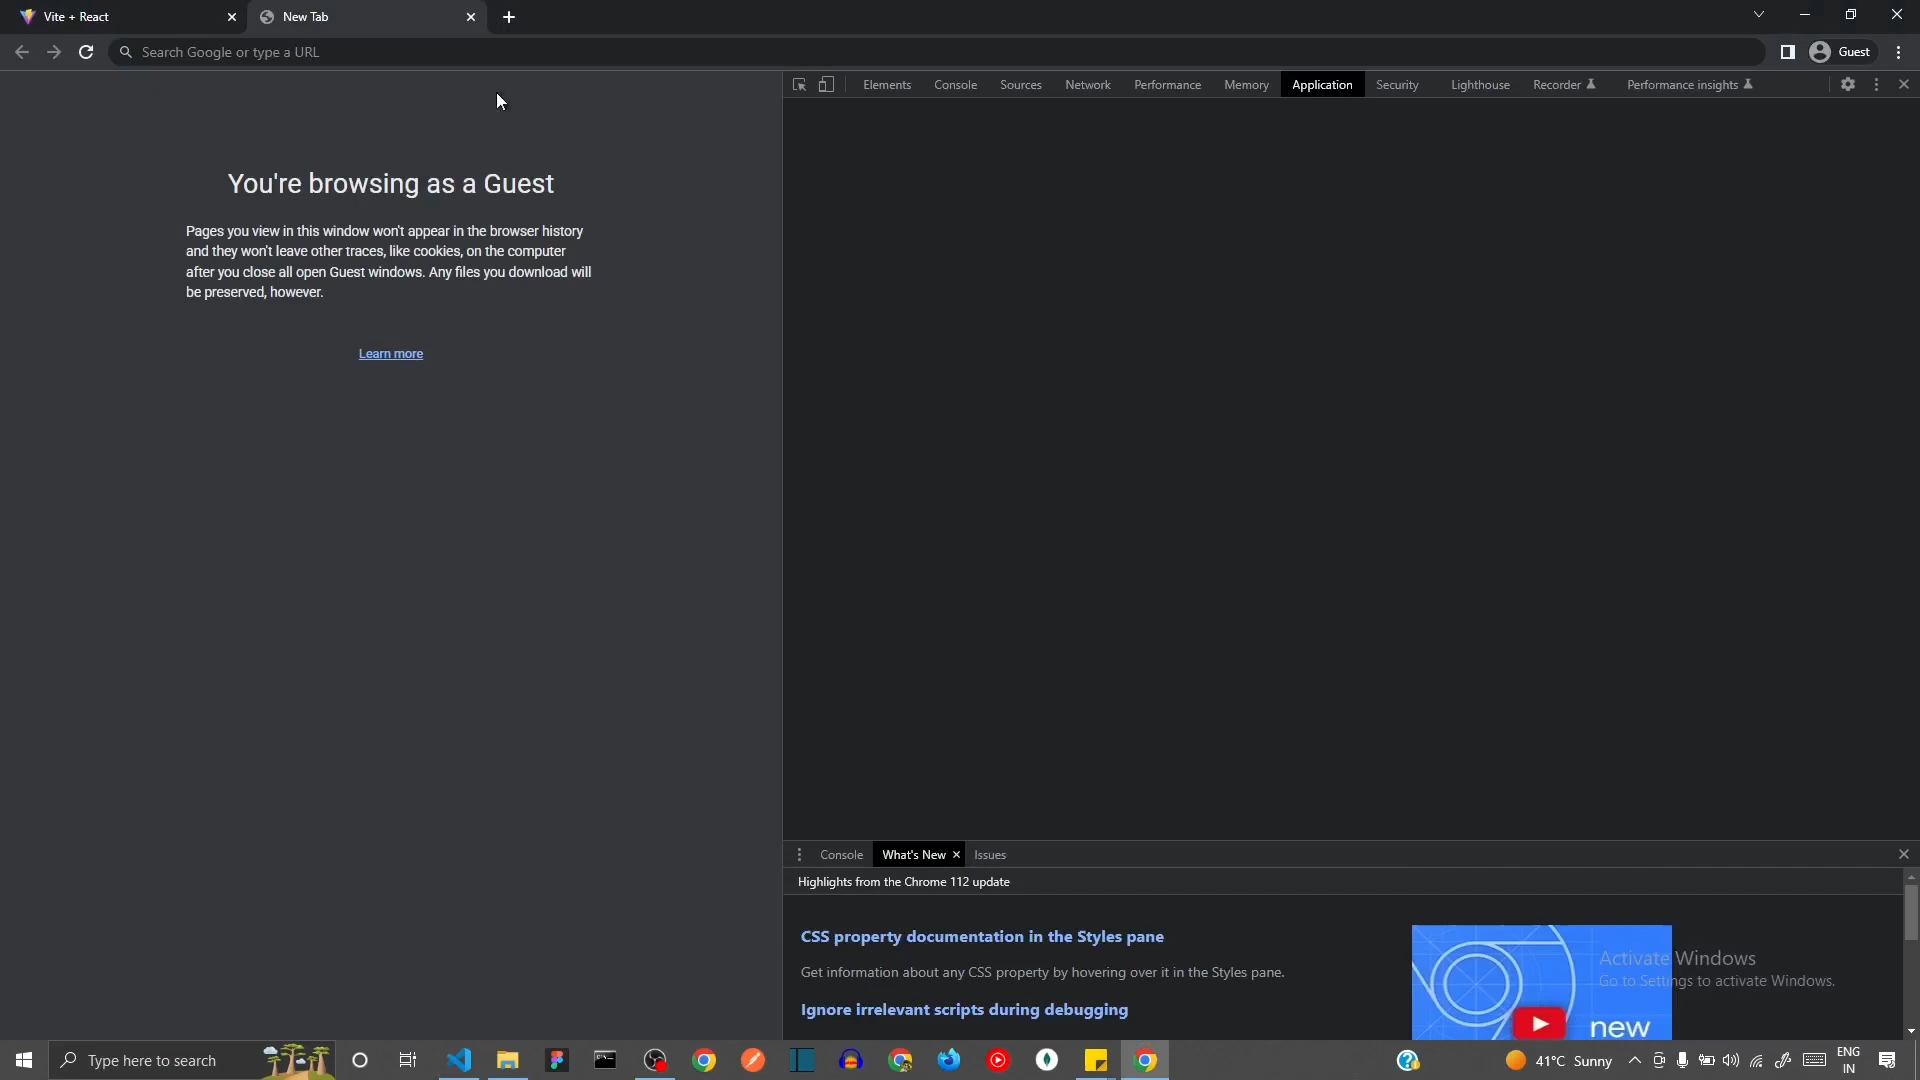 Vite + React
New Tab
Search Google or type a URL
Guest
Elements
Console
Sources
Network
Performance
Memory
Application
Security
Lighthouse
Recorder
Performance insights
You're browsing as a Guest
Pages you view in this window won't appear in the browser history
and they won't leave other traces, like cookies, on the computer
after you close all open Guest windows. Any files you download will
be preserved, however.
Learn more
Console
What's New
Issues
Highlights from the Chrome 112 update
CSS property documentation in the Styles pane
Get information about any CSS property by hovering over it in the Styles pane.
Ignore irrelevant scripts during debugging
new
Activate Windows
Go to Settings to activate Windows.
Type here to search
41°C Sunny
ENG
IN